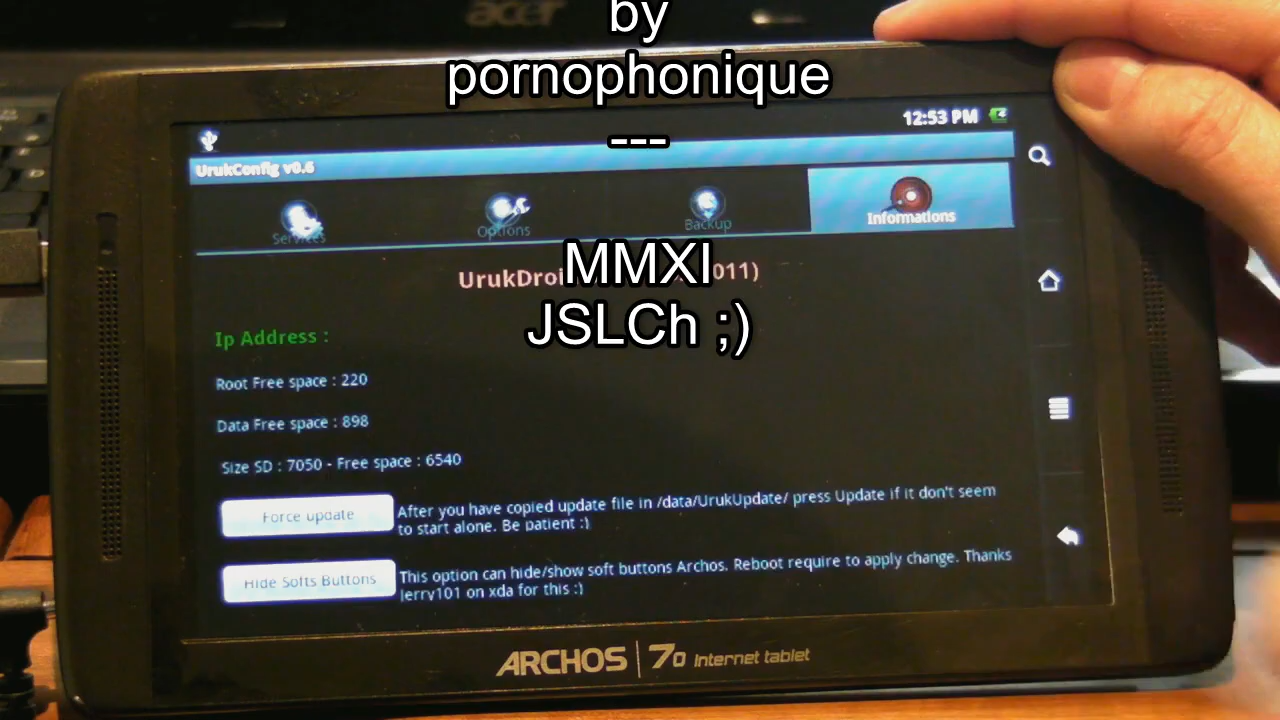 acer
by
pornophonique
---
12:53 PM
UrukConfig v0.6
Services
Options
Backup
Informations
MMXI
UrukDroi 011)
JSLCh ;)
Ip Address :
Root Free space : 220
Data Free space : 898
Size SD : 7050 - Free space : 6540
Force update
After you have copied update file in /data/UrukUpdate/ press Update if it don't seem
to start alone. Be patient :)
Hide Softs Buttons
This option can hide/show soft buttons Archos. Reboot require to apply change. Thanks
Jerry101 on xda for this :)
ARCHOS 70 internet tablet